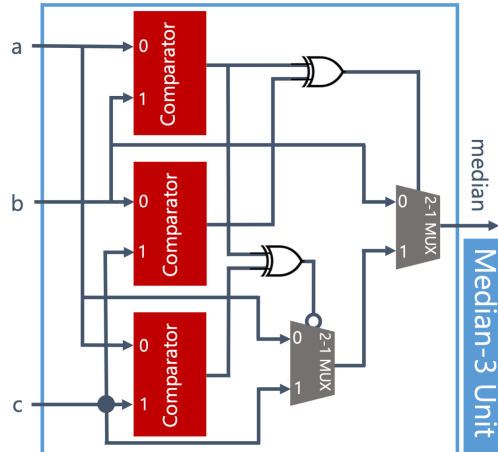 a
0
1
Comparator
b
0
1
Comparator
c
0
1
Comparator
0
1
2-1 MUX
0
1
2-1 MUX
median
Median-3 Unit